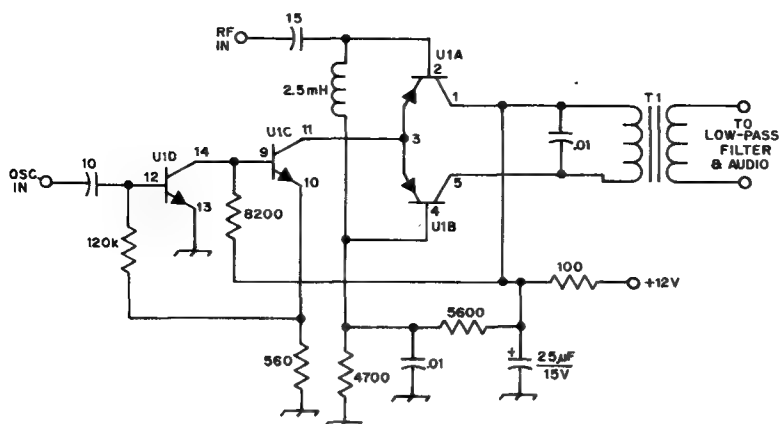 15
RF
IN
U1A
2
2.5mH
1
T1
U1C
11
3
TO
LOW-PASS
FILTER
& AUDIO
.01
10
U1D
14
9
OSC
IN
12
10
5
13
8200
4
U1B
120k
100
+12V
5600
560
4700
.01
+
25µF
15V